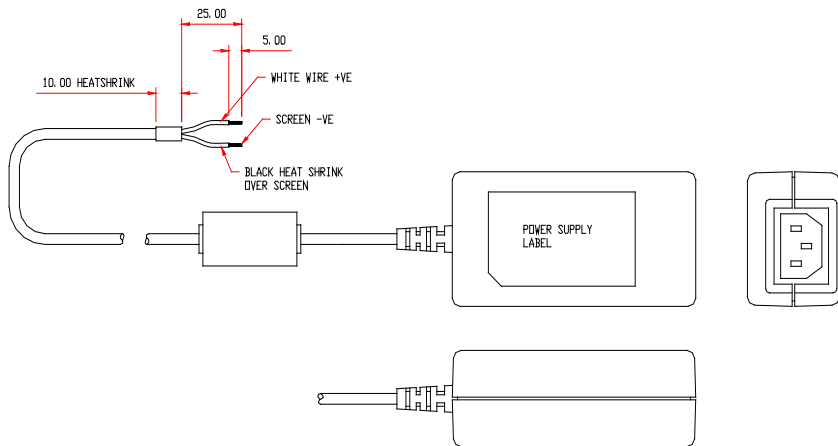 25.00
5.00
10.00 HEATSHRINK
WHITE WIRE +VE
SCREEN -VE
BLACK HEAT SHRINK
OVER SCREEN
POWER SUPPLY
LABEL